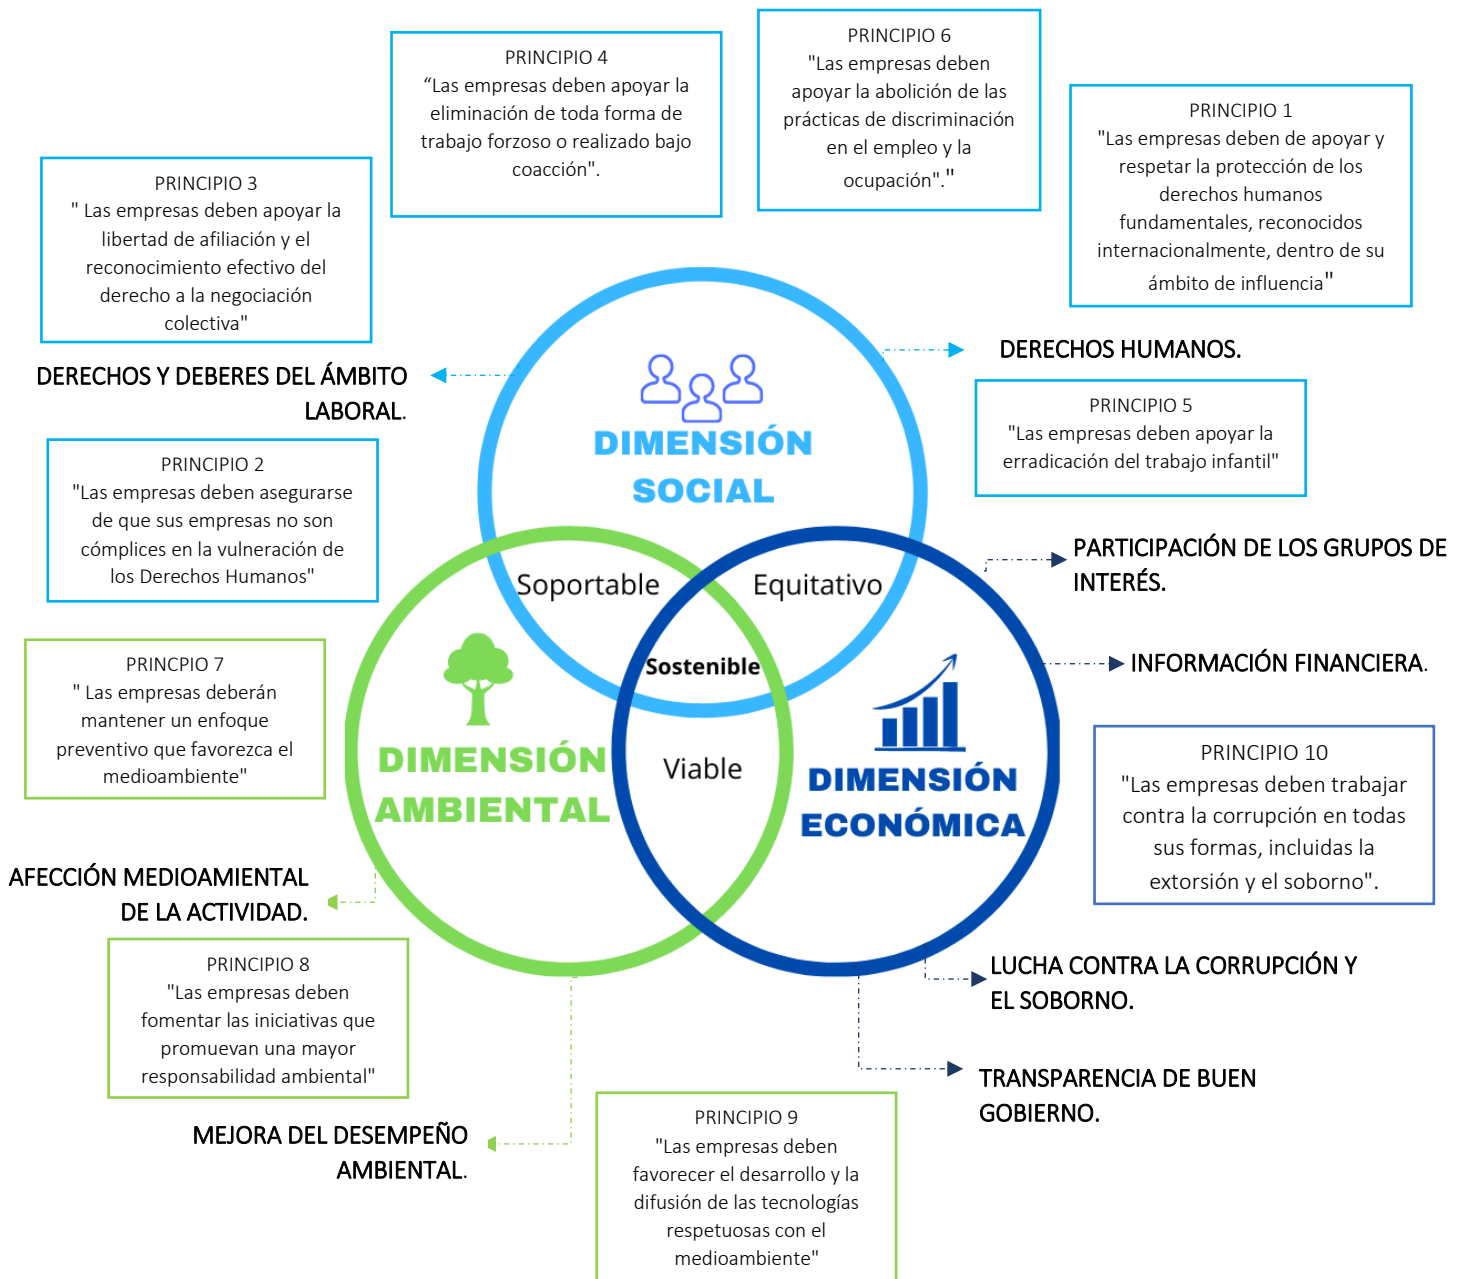 PRINCIPIO 4
“Las empresas deben apoyar la
eliminación de toda forma de
trabajo forzoso o realizado bajo
coacción".
PRINCIPIO 6
"Las empresas deben
apoyar la abolición de las
prácticas de discriminación
en el empleo y la
ocupación"."
PRINCIPIO 1
"Las empresas deben de apoyar y
respetar la protección de los
derechos humanos
fundamentales, reconocidos
internacionalmente, dentro de su
ámbito de influencia"
PRINCIPIO 3
" Las empresas deben apoyar la
libertad de afiliación y el
reconocimiento efectivo del
derecho a la negociación
colectiva"
DERECHOS Y DEBERES DEL ÁMBITO
LABORAL.
DERECHOS HUMANOS.
PRINCIPIO 5
"Las empresas deben apoyar la
erradicación del trabajo infantil"
DIMENSIÓN
SOCIAL
PRINCIPIO 2
"Las empresas deben asegurarse
de que sus empresas no son
cómplices en la vulneración de
los Derechos Humanos"
PARTICIPACIÓN DE LOS GRUPOS DE
INTERÉS.
Soportable
Equitativo
Sostenible
Viable
INFORMACIÓN FINANCIERA.
PRINCPIO 7
" Las empresas deberán
mantener un enfoque
preventivo que favorezca el
medioambiente"
DIMENSIÓN
AMBIENTAL
DIMENSIÓN
ECONÓMICA
PRINCIPIO 10
"Las empresas deben trabajar
contra la corrupción en todas
sus formas, incluidas la
extorsión y el soborno".
AFECCIÓN MEDIOAMIENTAL
DE LA ACTIVIDAD.
PRINCIPIO 8
"Las empresas deben
fomentar las iniciativas que
promuevan una mayor
responsabilidad ambiental"
LUCHA CONTRA LA CORRUPCIÓN Y
EL SOBORNO.
TRANSPARENCIA DE BUEN
GOBIERNO.
MEJORA DEL DESEMPEÑO
AMBIENTAL.
PRINCIPIO 9
"Las empresas deben
favorecer el desarrollo y la
difusión de las tecnologías
respetuosas con el
medioambiente"